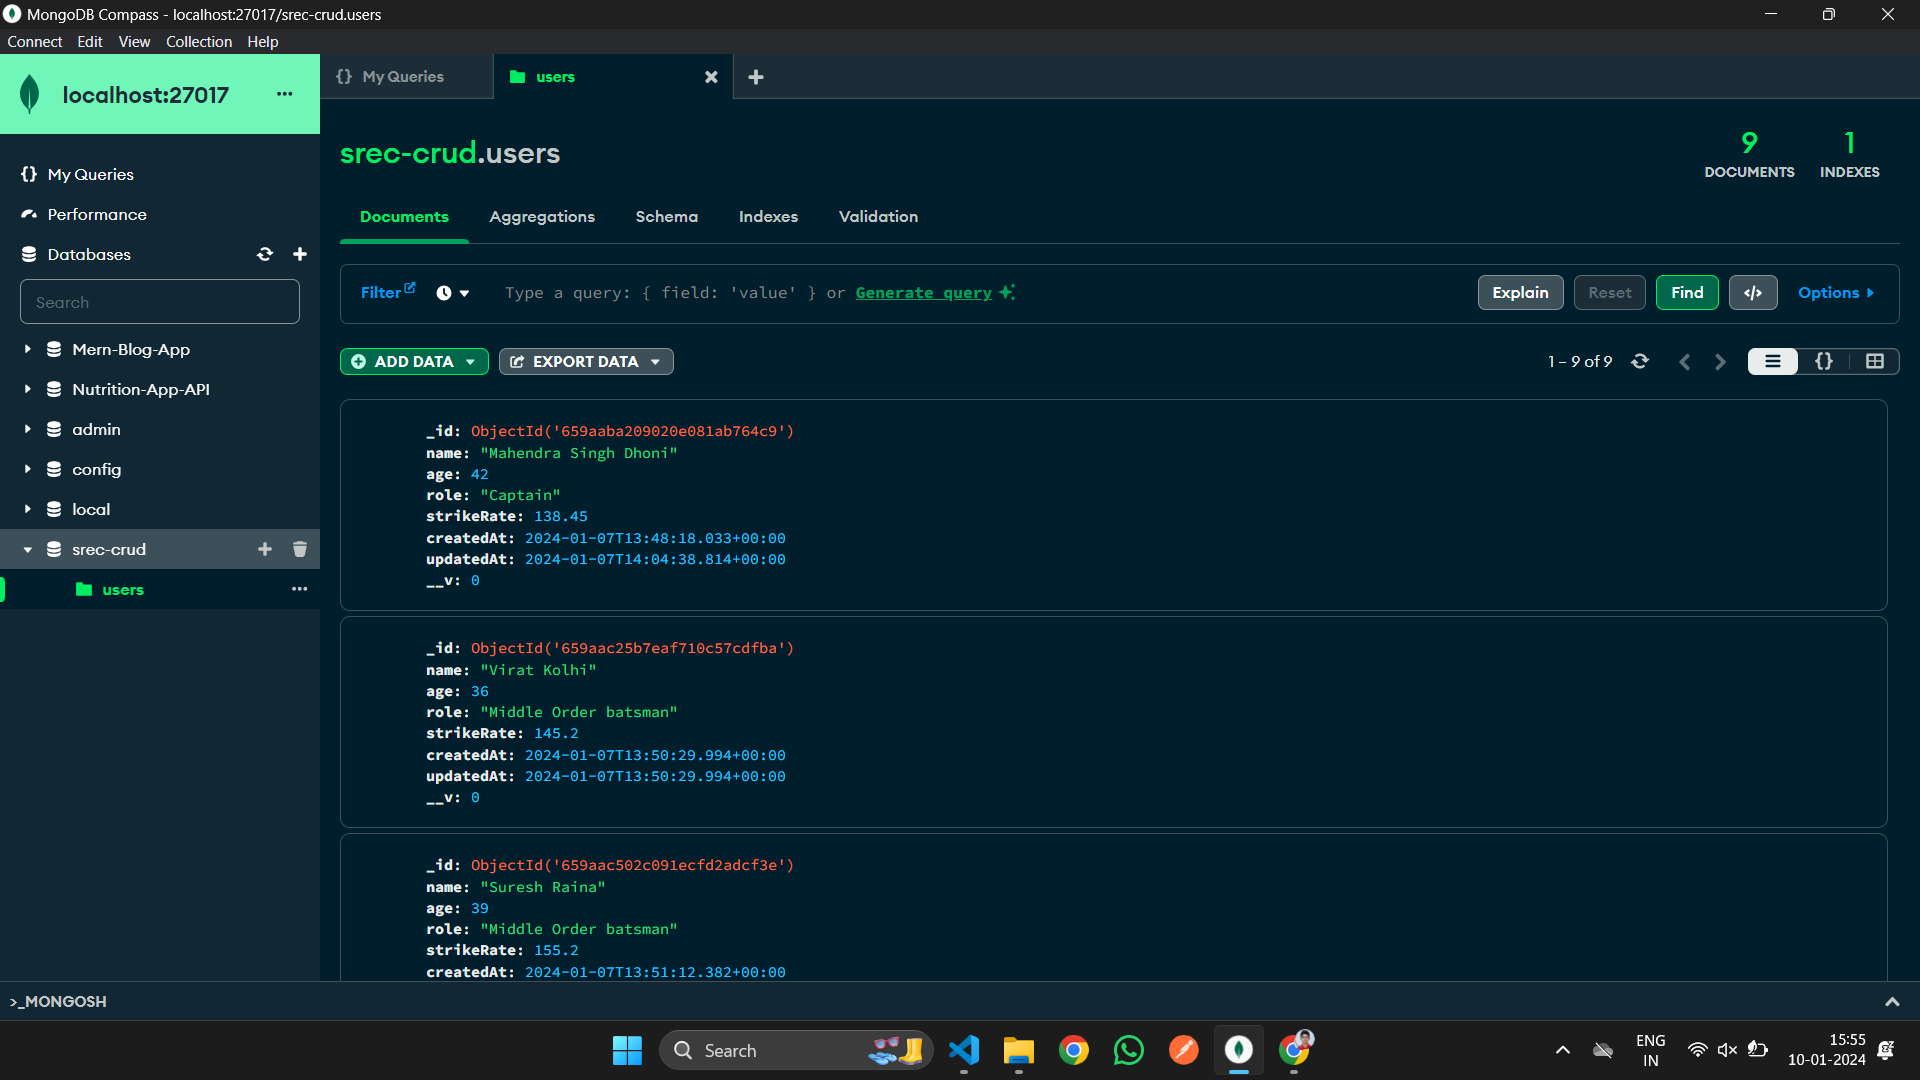 MongoDB Compass - localhost:27017/srec-crud.users
Connect Edit View Collection Help
localhost:27017
My Queries
Performance
Databases
Search
Mern-Blog-App
Nutrition-App-API
admin
config
local
srec-crud
users
{} My Queries
users
srec-crud.users
9
DOCUMENTS
1
INDEXES
Documents Aggregations Schema Indexes Validation
Filter
Type a query: { field: 'value' } or Generate query
Explain Reset Find </> Options
ADD DATA EXPORT DATA
1 – 9 of 9
{}
_id: ObjectId('659aaba209020e081ab764c9')
name: "Mahendra Singh Dhoni"
age: 42
role: "Captain"
strikeRate: 138.45
createdAt: 2024-01-07T13:48:18.033+00:00
updatedAt: 2024-01-07T14:04:38.814+00:00
__v: 0
_id: ObjectId('659aac25b7eaf710c57cdfba')
name: "Virat Kolhi"
age: 36
role: "Middle Order batsman"
strikeRate: 145.2
createdAt: 2024-01-07T13:50:29.994+00:00
updatedAt: 2024-01-07T13:50:29.994+00:00
__v: 0
_id: ObjectId('659aac502c091ecfd2adcf3e')
name: "Suresh Raina"
age: 39
role: "Middle Order batsman"
strikeRate: 155.2
createdAt: 2024-01-07T13:51:12.382+00:00
>_MONGOSH
Search
ENG
IN
15:55
10-01-2024